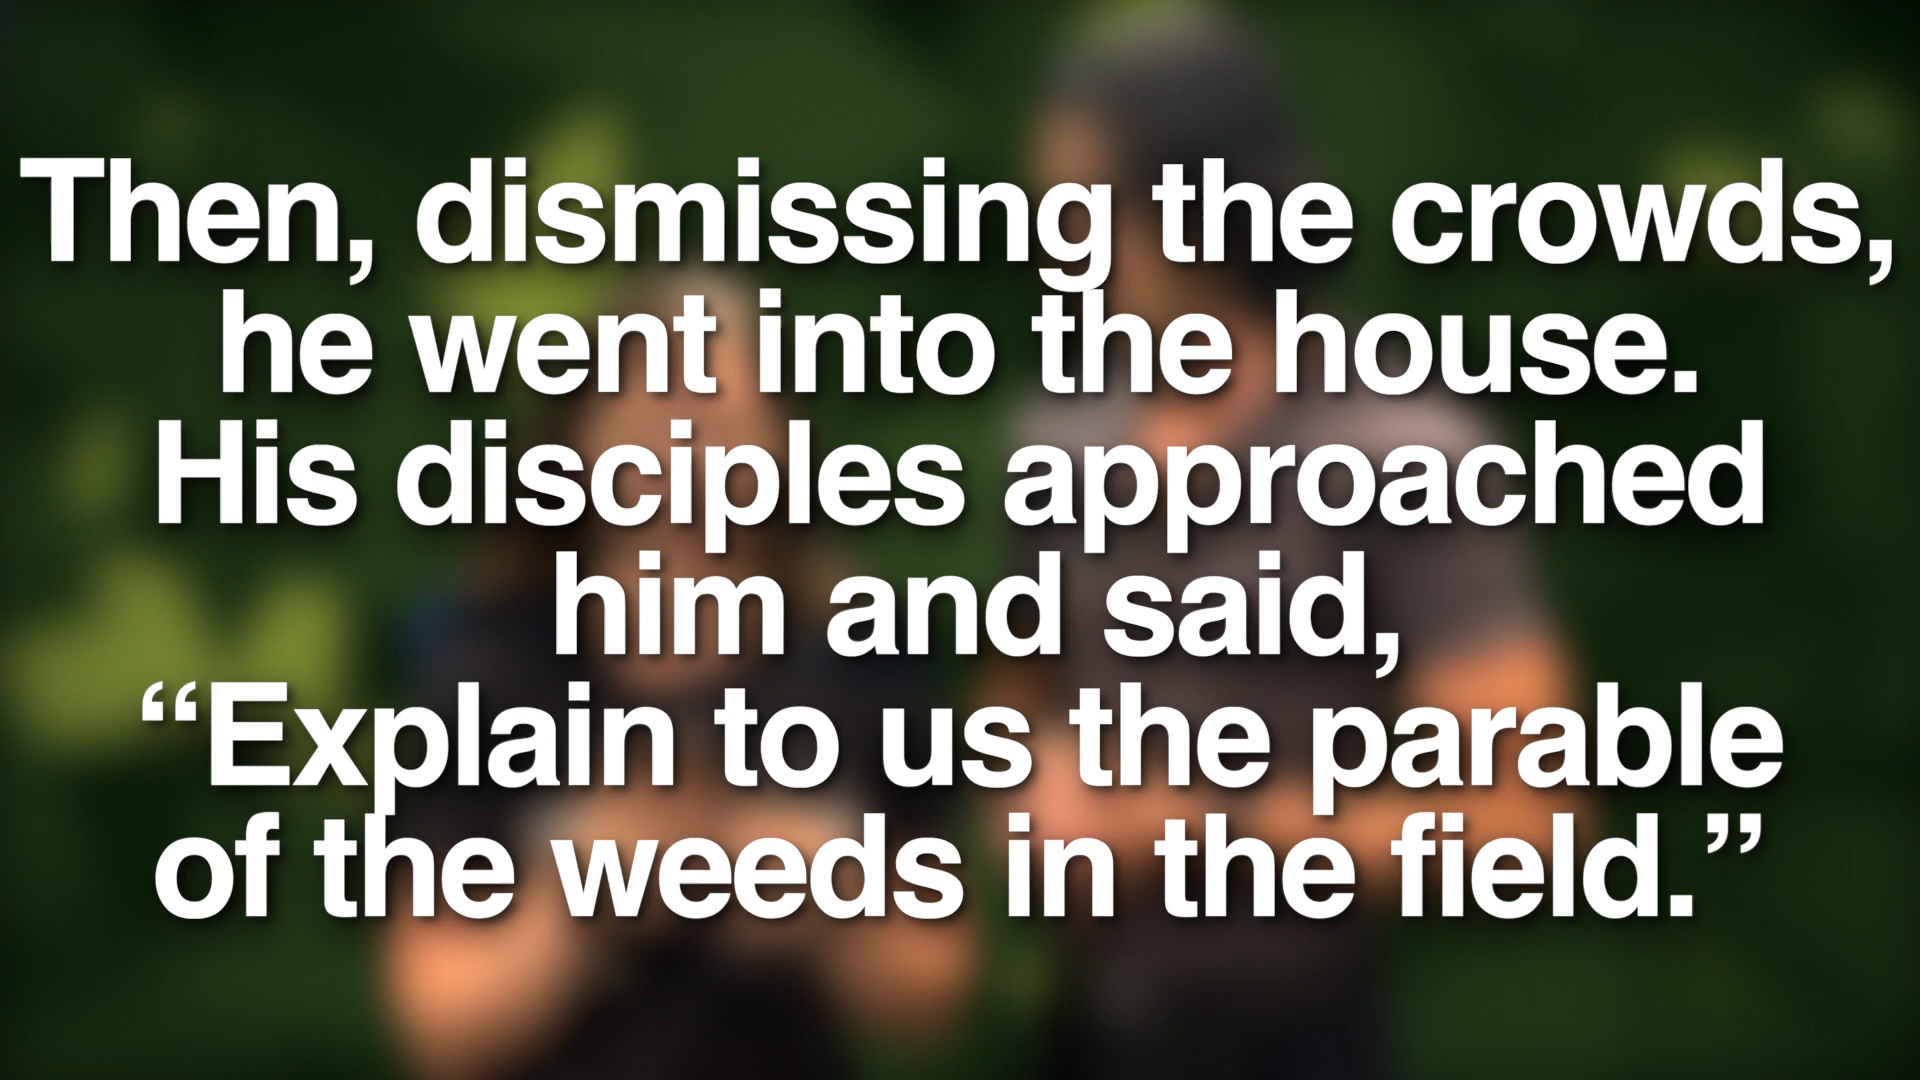 Then, dismissing the crowds,
he went into the house.
His disciples approached
him and said,
“Explain to us the parable
of the weeds in the field.”